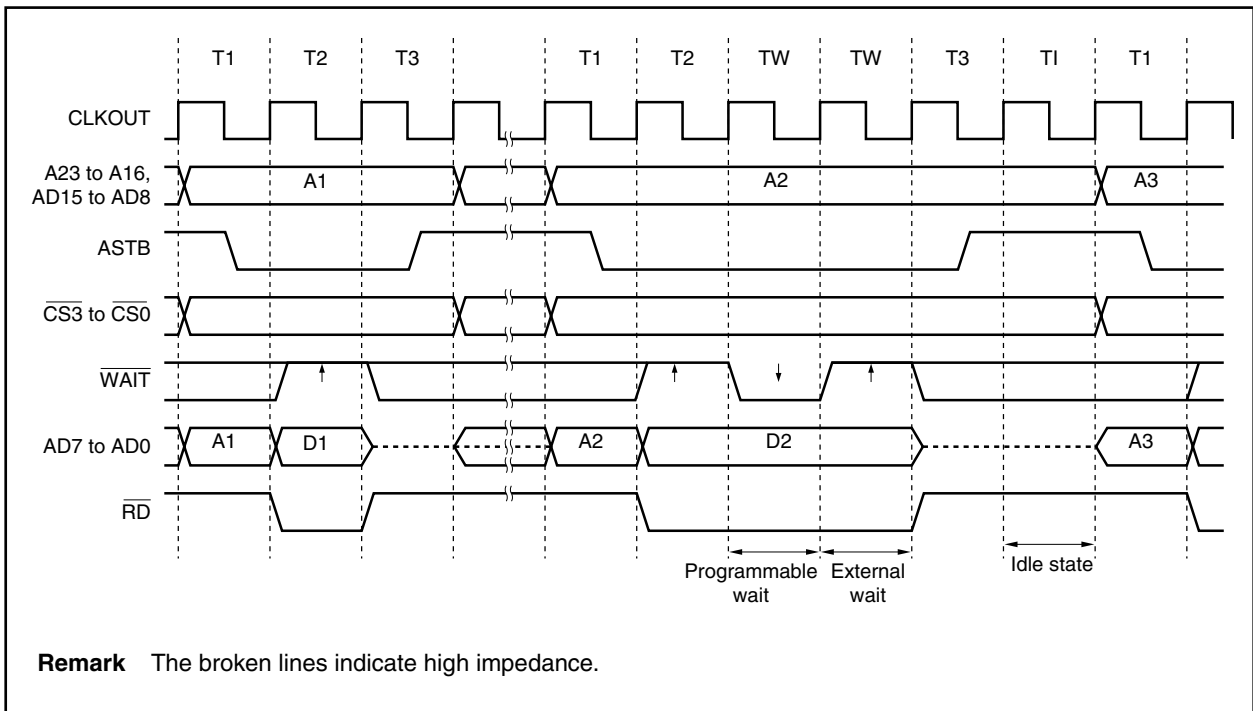 T1 T2 T3 T1 T2 TW TW T3 TI T1
CLKOUT
A23 to A16,
AD15 to AD8
A1 A2 A3
ASTB
CS3 to CS0
WAIT
AD7 to AD0
A1 D1 A2 D2 A3
RD
Programmable
wait
External
wait
Idle state
Remark The broken lines indicate high impedance.